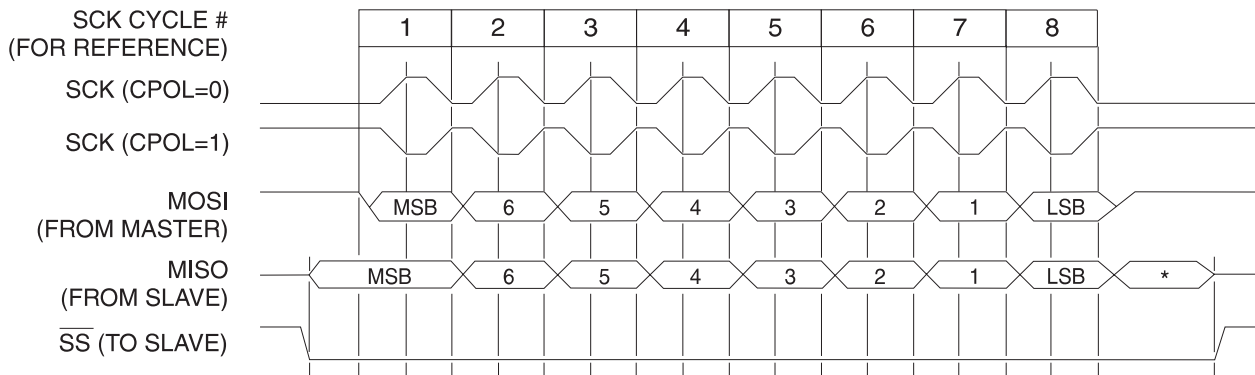 SCK CYCLE #
(FOR REFERENCE)
1 2 3 4 5 6 7 8
SCK (CPOL=0)
SCK (CPOL=1)
MOSI
(FROM MASTER)
MSB 6 5 4 3 2 1 LSB
MISO
(FROM SLAVE)
MSB 6 5 4 3 2 1 LSB *
SS (TO SLAVE)